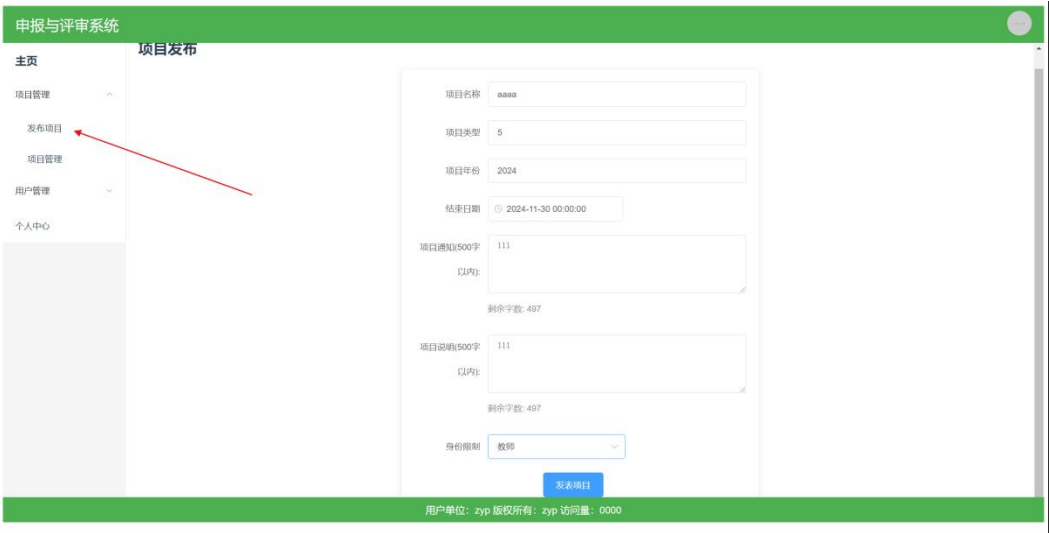 申报与评审系统
主页
项目管理
发布项目
项目管理
用户管理
个人中心
项目发布
项目名称 aaaa
项目类型 5
项目年份 2024
结束日期 2024-11-30 00:00:00
项目通知(500字
以内):
111
剩余字数: 497
项目说明(500字
以内):
111
剩余字数: 497
身份限制 教师
发表项目
用户单位：zyp 版权所有：zyp 访问量：0000